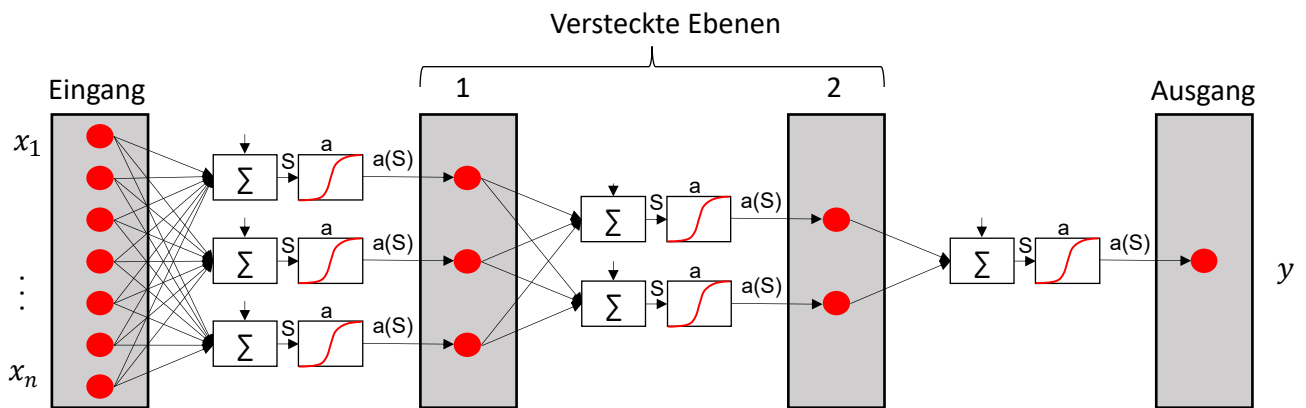 Versteckte Ebenen
Eingang
1
2
Ausgang
x₁
⋮
xₙ
Σ
S
a
a(S)
Σ
S
a
a(S)
Σ
S
a
a(S)
Σ
S
a
a(S)
Σ
S
a
a(S)
Σ
S
a
a(S)
y